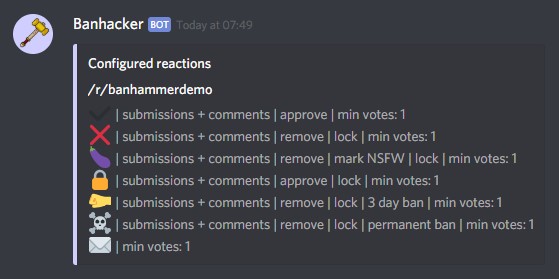 Banhacker BOT Today at 07:49
Configured reactions
/r/banhammerdemo
✔️ | submissions + comments | approve | min votes: 1
❌ | submissions + comments | remove | lock | min votes: 1
🍆 | submissions + comments | remove | mark NSFW | lock | min votes: 1
🔒 | submissions + comments | approve | lock | min votes: 1
🤛 | submissions + comments | remove | lock | 3 day ban | min votes: 1
☠️ | submissions + comments | remove | lock | permanent ban | min votes: 1
✉️ | min votes: 1